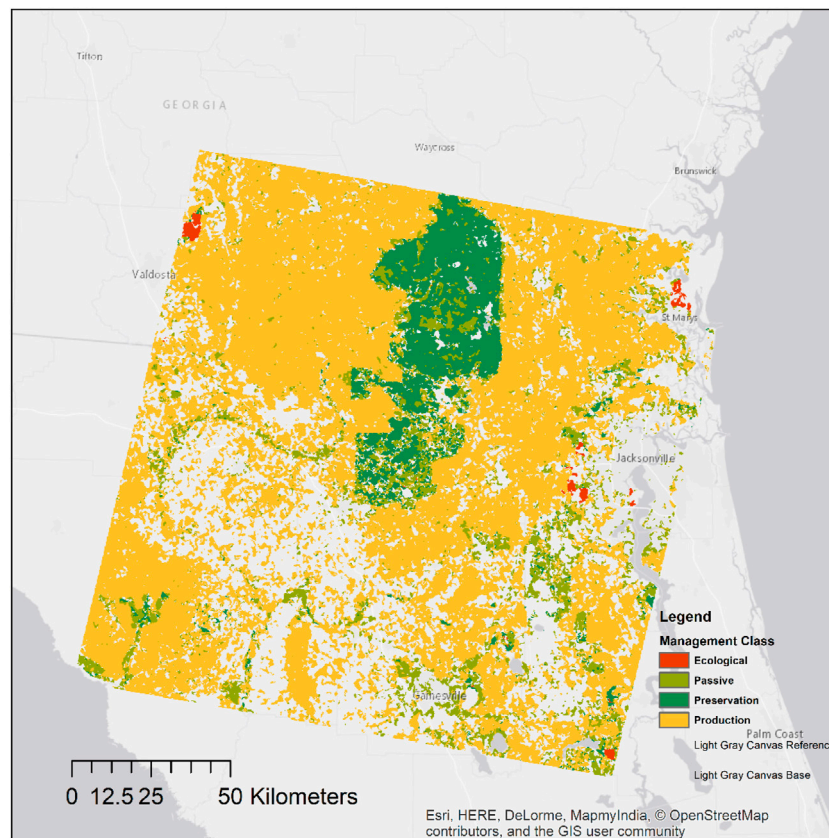 Tifton
GEORGIA
Waycross
Brunswick
Valdosta
St Marys
Jacksonville
Legend
Management Class
Ecological
Passive
Preservation
Production
Gainesville
Palm Coast
Light Gray Canvas Referenc
Light Gray Canvas Base
0 12.5 25 50 Kilometers
Esri, HERE, DeLorme, MapmyIndia, © OpenStreetMap
contributors, and the GIS user community